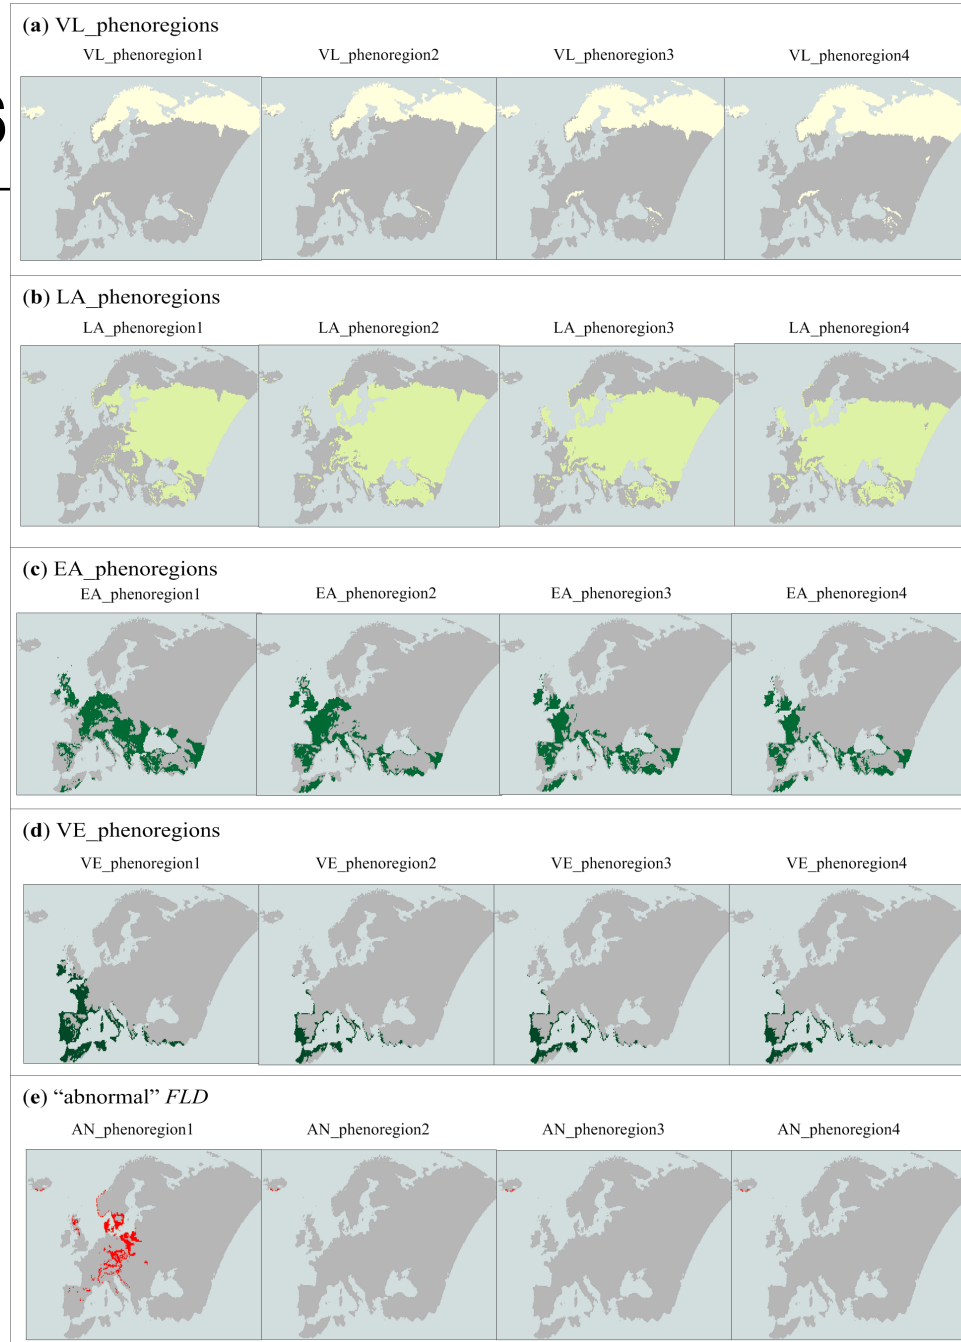 (a) VL_phenoregions
VL_phenoregion1 VL_phenoregion2 VL_phenoregion3 VL_phenoregion4
(b) LA_phenoregions
LA_phenoregion1 LA_phenoregion2 LA_phenoregion3 LA_phenoregion4
(c) EA_phenoregions
EA_phenoregion1 EA_phenoregion2 EA_phenoregion3 EA_phenoregion4
(d) VE_phenoregions
VE_phenoregion1 VE_phenoregion2 VE_phenoregion3 VE_phenoregion4
(e) “abnormal” FLD
AN_phenoregion1 AN_phenoregion2 AN_phenoregion3 AN_phenoregion4